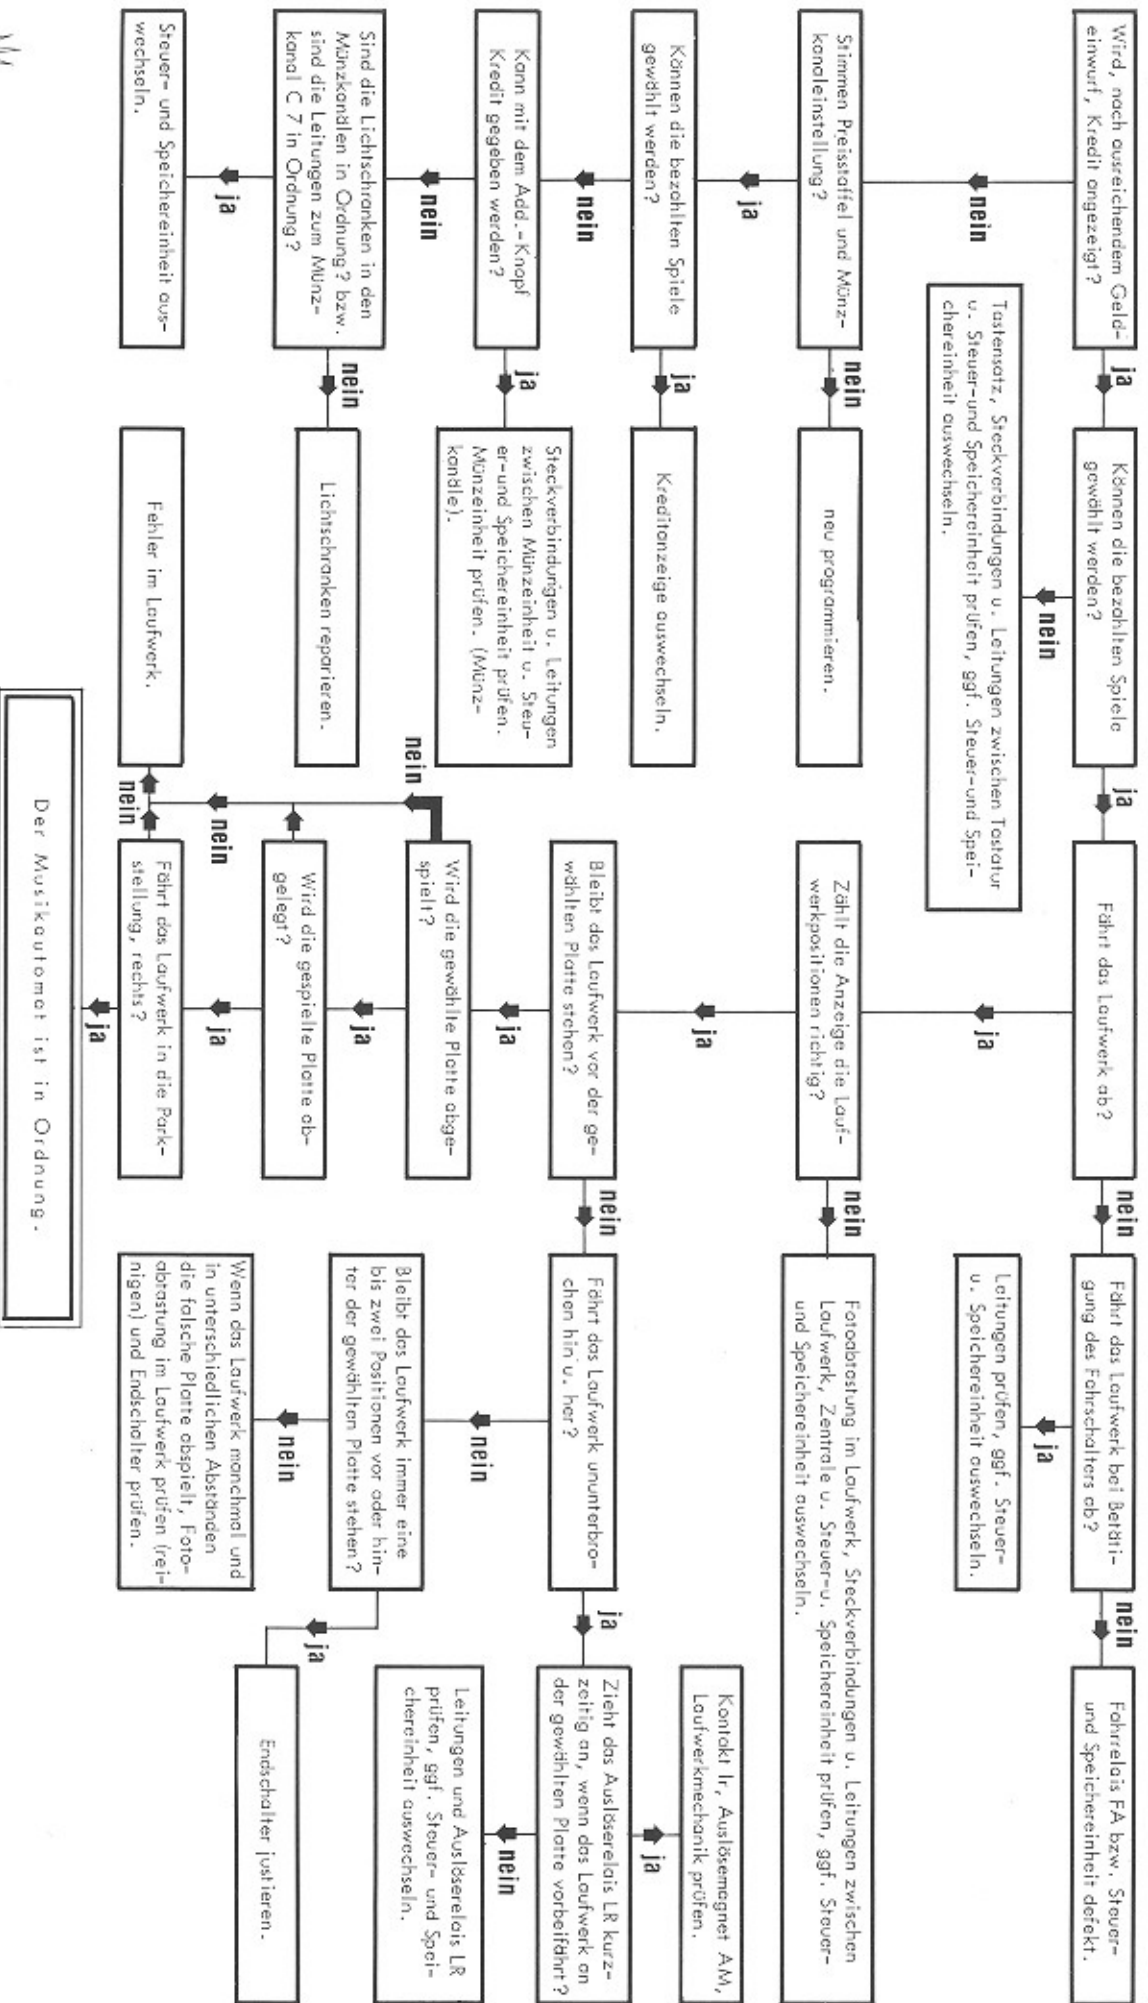 Wird, nach ausreichendem Geld-
einwurf, Kredit angezeigt?
ja
nein
Stimmen Preisstaffel und Münz-
kanaleinstellung?
nein
ja
Können die bezahlten Spiele
gewählt werden?
ja
nein
Kann mit dem Add.-Knopf
Kredit gegeben werden?
ja
nein
Sind die Lichtschranken in den
Münzkanälen in Ordnung? bzw.
sind die Leitungen zum Münz-
kanal C 7 in Ordnung?
nein
ja
Steuer- und Speichereinheit aus-
wechseln.
Können die bezahlten Spiele
gewählt werden?
ja
nein
Tastensatz, Steckverbindungen u. Leitungen zwischen Tastatur
u. Steuer-und Speichereinheit prüfen, ggf. Steuer-und Spei-
chereinheit auswechseln.
neu programmieren.
Kreditanzeige auswechseln.
Steckverbindungen u. Leitungen
zwischen Münzeinheit u. Steu-
er-und Speichereinheit prüfen.
Münzeinheit prüfen. (Münz-
kanäle).
Lichtschranken reparieren.
Fehler im Laufwerk.
Fährt das Laufwerk ab?
nein
ja
Zählt die Anzeige die Lauf-
werkpositionen richtig?
nein
ja
Bleibt das Laufwerk vor der ge-
wählten Platte stehen?
nein
ja
Wird die gewählte Platte abge-
spielt?
nein
ja
Wird die gespielte Platte ab-
gelegt?
nein
ja
Fährt das Laufwerk in die Park-
stellung, rechts?
nein
ja
Der Musikautomat ist in Ordnung.
Fährt das Laufwerk bei Betäti-
gung des Fahrschalters ab?
nein
ja
Leitungen prüfen, ggf. Steuer-
u. Speichereinheit auswechseln.
Fotoabtastung im Laufwerk, Steckverbindungen u. Leitungen zwischen
Laufwerk, Zentrale u. Steuer-u. Speichereinheit prüfen, ggf. Steuer-
und Speichereinheit auswechseln.
Fährt das Laufwerk ununterbro-
chen hin u. her?
ja
nein
Bleibt das Laufwerk immer eine
bis zwei Positionen vor oder hin-
ter der gewählten Platte stehen?
ja
nein
Wenn das Laufwerk manchmal und
in unterschiedlichen Abständen
die falsche Platte abspielt, Foto-
abtastung im Laufwerk prüfen (rei-
nigen) und Endschalter prüfen.
Fahrrelais FA bzw. Steuer-
und Speichereinheit defekt.
Kontakt lr, Auslösemagnet AM,
Laufwerkmechanik prüfen.
ja
Zieht das Auslöserelais LR kurz-
zeitig an, wenn das Laufwerk an
der gewählten Platte vorbeifährt?
nein
Leitungen und Auslöserelais LR
prüfen, ggf. Steuer- und Spei-
chereinheit auswechseln.
Endschalter justieren.